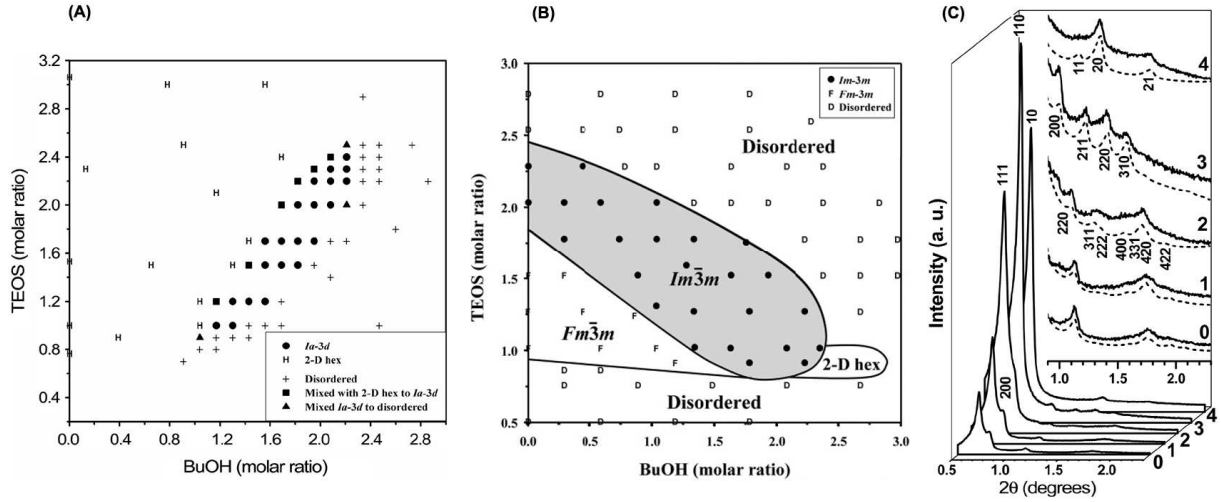 (A)
3.2
2.8
2.4
2.0
1.6
1.2
0.8
0.4
TEOS (molar ratio)
Ia-3d
H 2-D hex
Disordered
Mixed with 2-D hex to Ia-3d
Mixed Ia-3d to disordered
0.0 0.4 0.8 1.2 1.6 2.0 2.4 2.8
BuOH (molar ratio)
(B)
3.0
2.5
2.0
1.5
1.0
0.5
TEOS (molar ratio)
Im-3m
F Fm-3m
D Disordered
Disordered
Im3̅m
Fm3̅m
2-D hex
Disordered
0.0 0.5 1.0 1.5 2.0 2.5 3.0
BuOH (molar ratio)
(C)
Intensity (a. u.)
110
10
111
200
11
20
21
4
200
211
220
310
3
220
311
222
400
331
420
422
2
1
0
1.0 1.5 2.0
4
3
2
1
0
0.5 1.0 1.5 2.0
2θ (degrees)